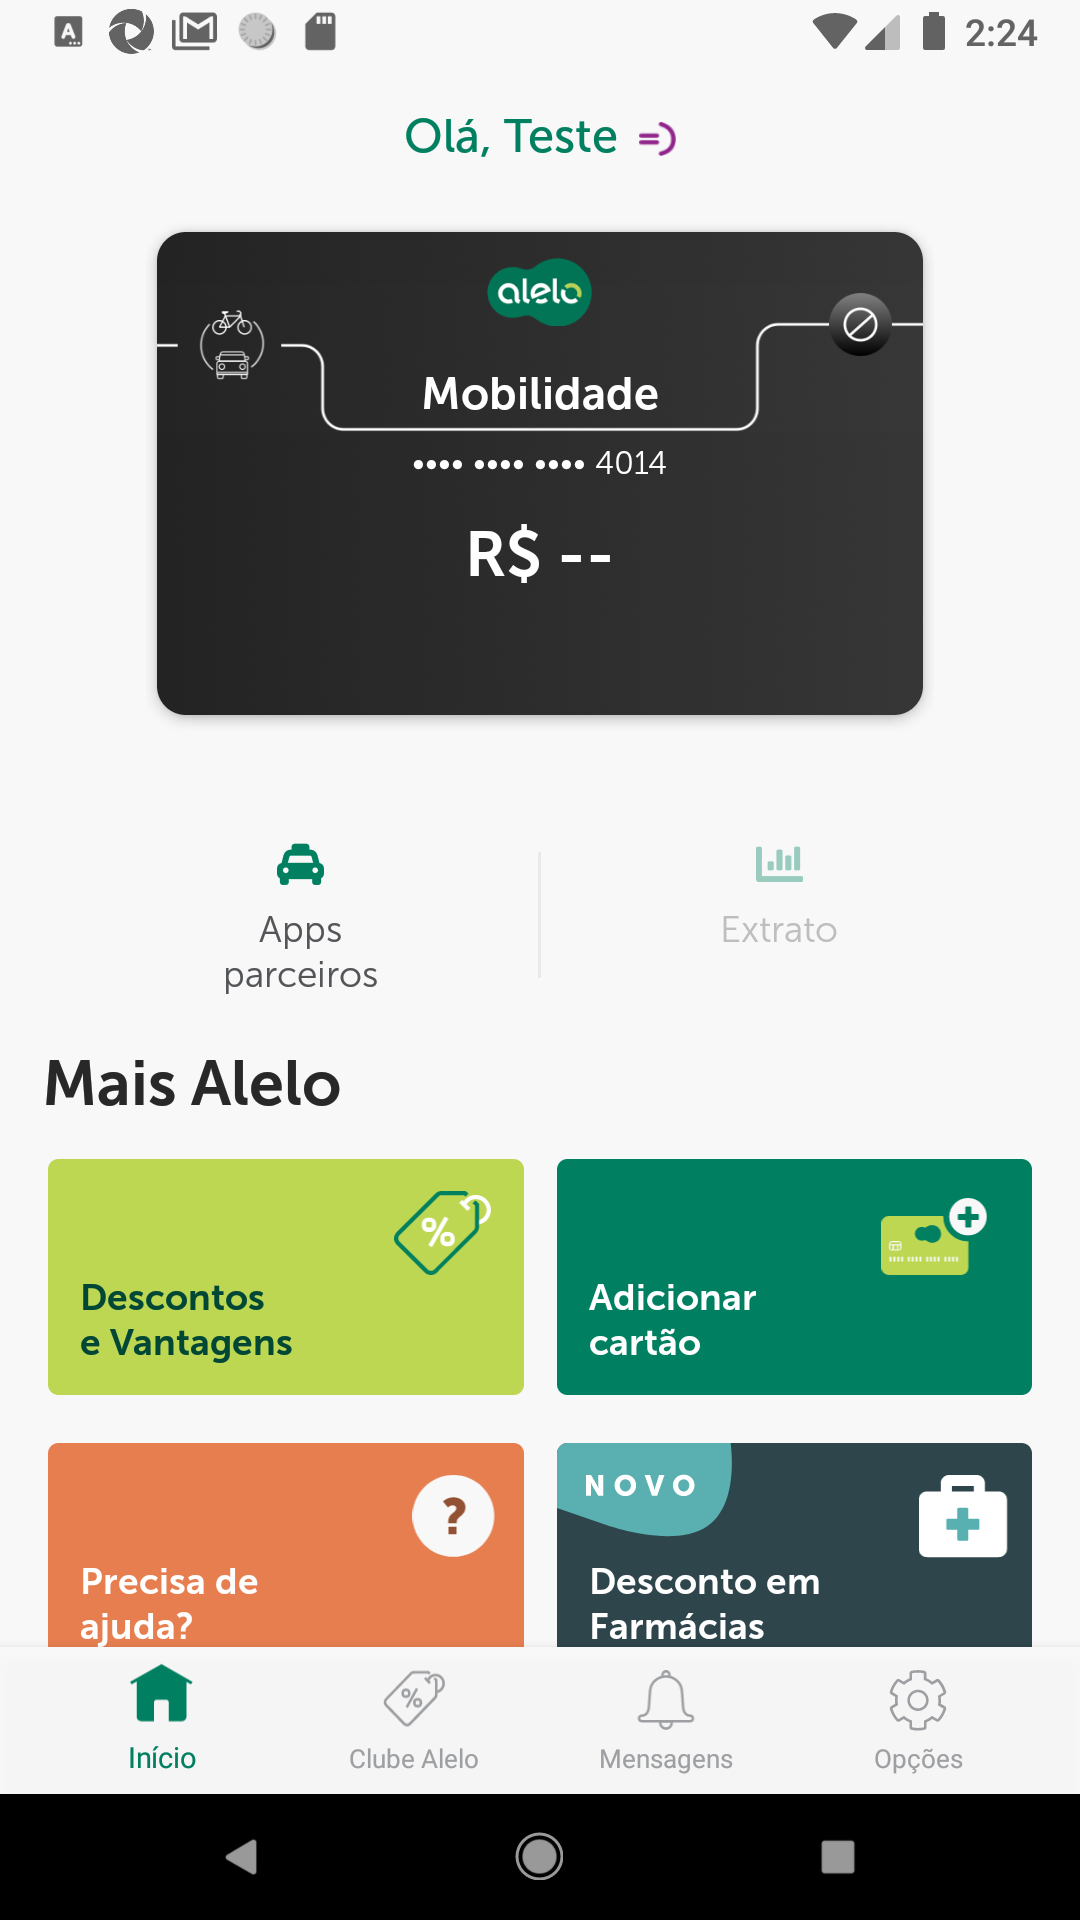 2:24
Olá, Teste =)
alelo
Mobilidade
•••• •••• •••• 4014
R$ --
Apps
parceiros
Extrato
Mais Alelo
%
Descontos
e Vantagens
Adicionar
cartão
?
Precisa de
ajuda?
NOVO
Desconto em
Farmácias
%
Início
Clube Alelo
Mensagens
Opções